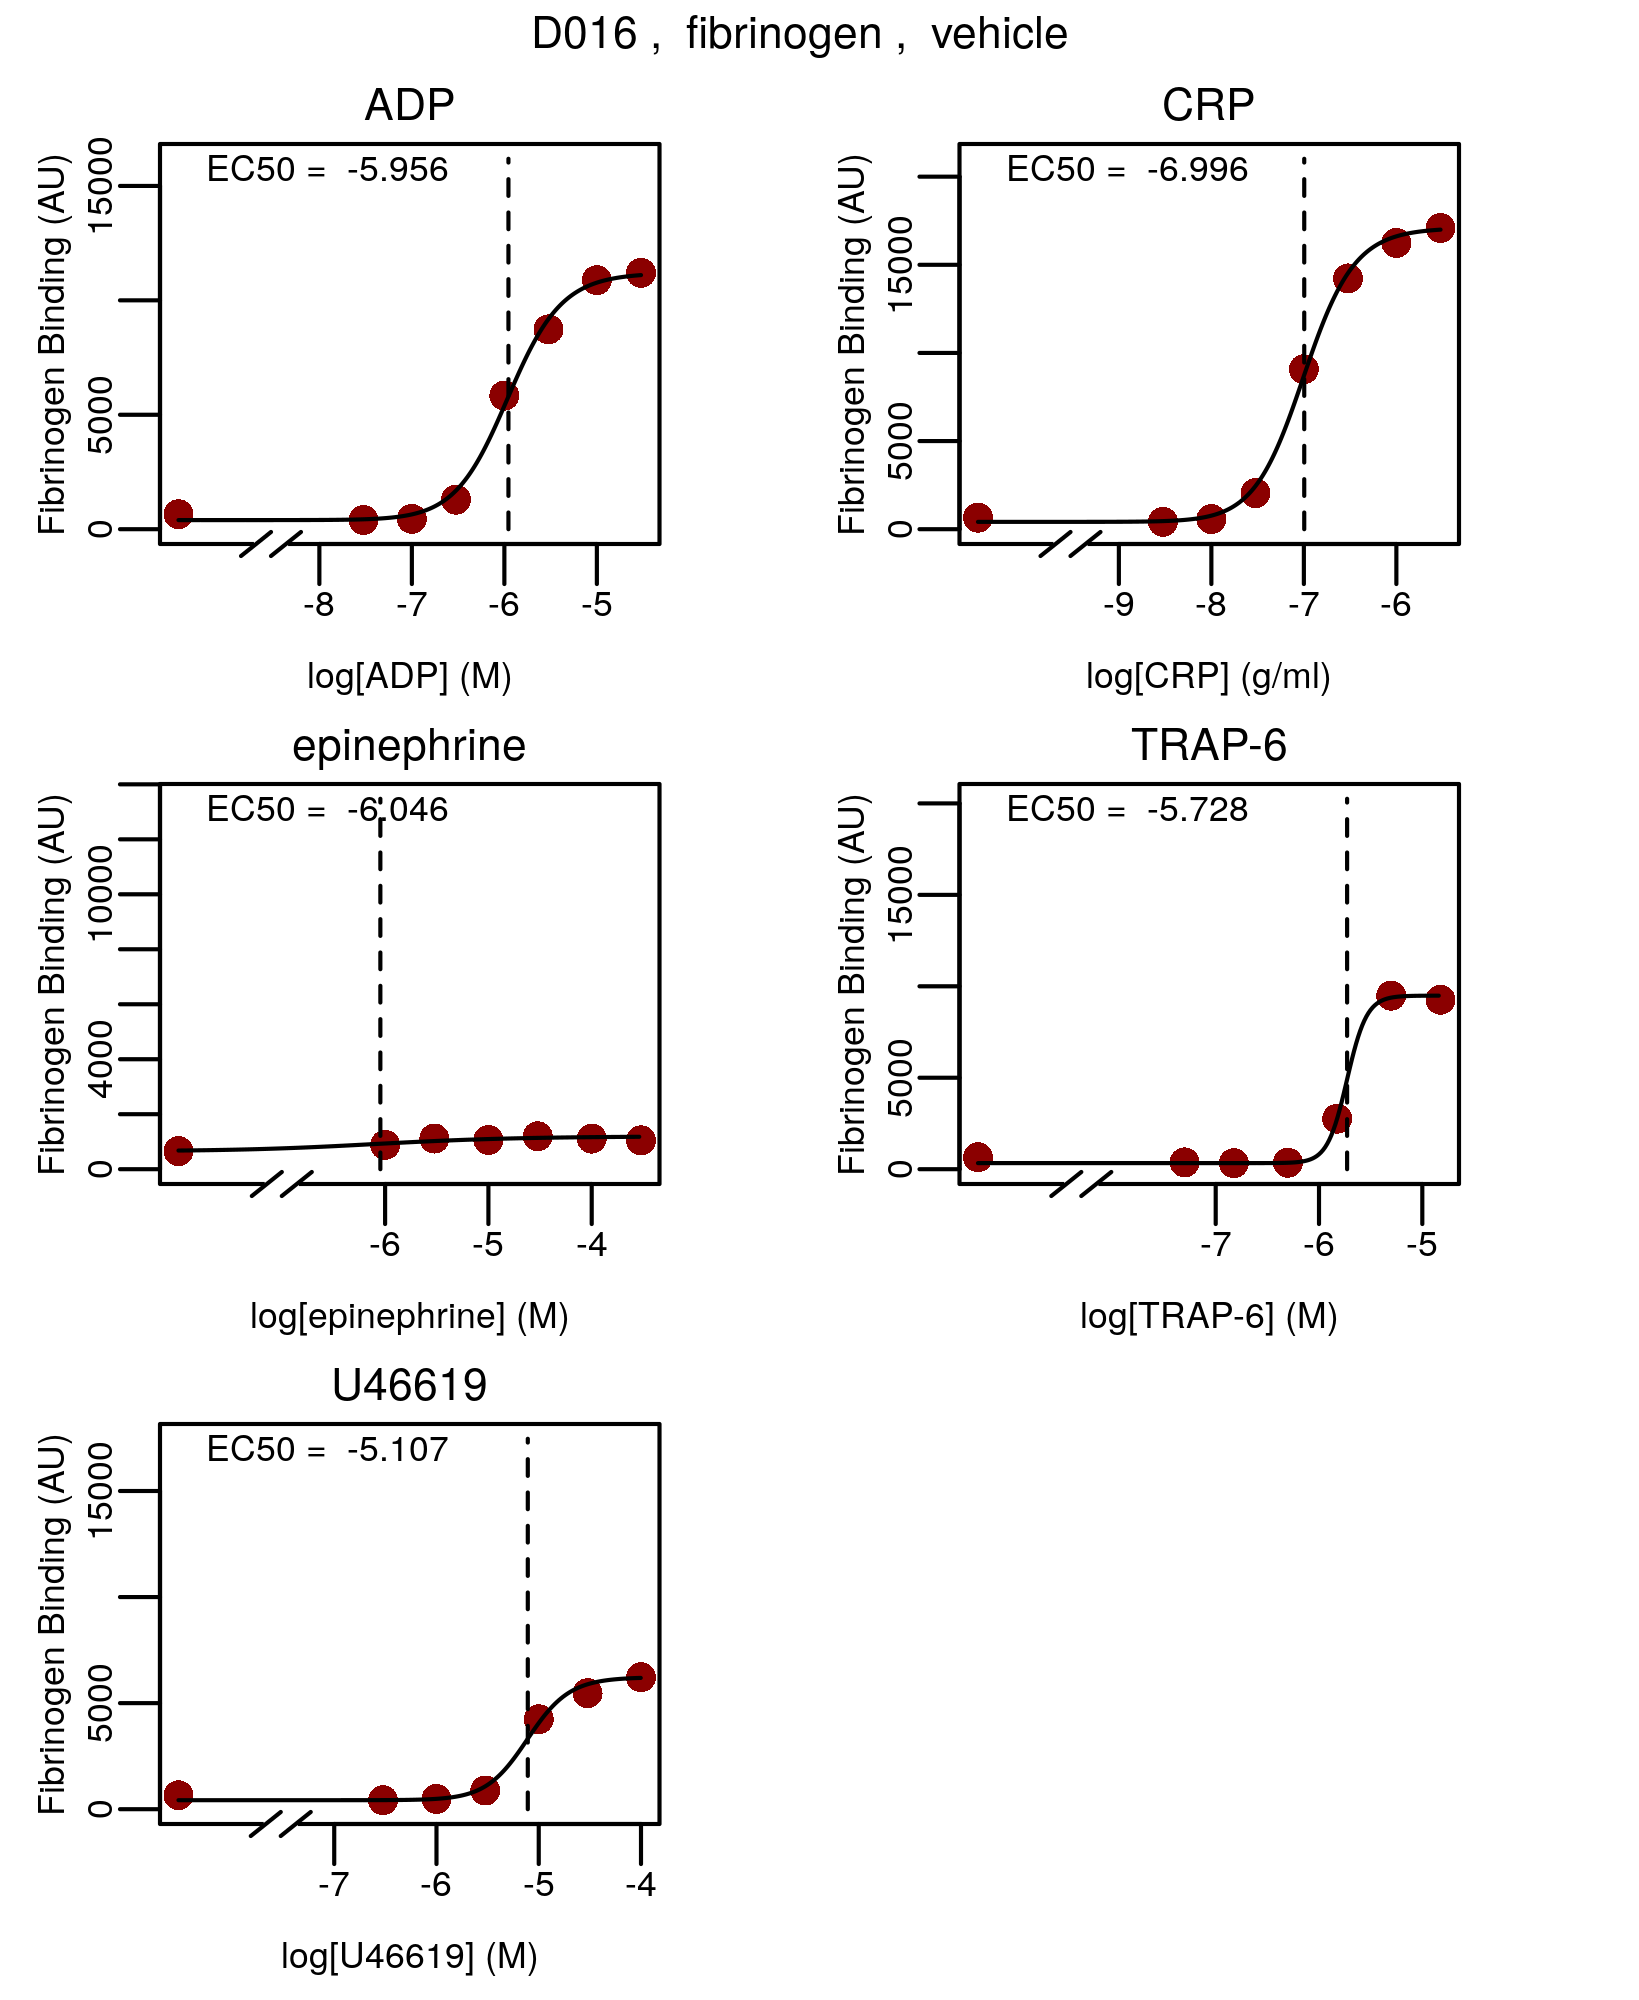 D016 , fibrinogen , vehicle
ADP
EC50 = -5.956
Fibrinogen Binding (AU)
0 5000 15000
-8 -7 -6 -5
log[ADP] (M)
CRP
EC50 = -6.996
Fibrinogen Binding (AU)
0 5000 15000
-9 -8 -7 -6
log[CRP] (g/ml)
epinephrine
EC50 = -6.046
Fibrinogen Binding (AU)
0 4000 10000
-6 -5 -4
log[epinephrine] (M)
TRAP-6
EC50 = -5.728
Fibrinogen Binding (AU)
0 5000 15000
-7 -6 -5
log[TRAP-6] (M)
U46619
EC50 = -5.107
Fibrinogen Binding (AU)
0 5000 15000
-7 -6 -5 -4
log[U46619] (M)